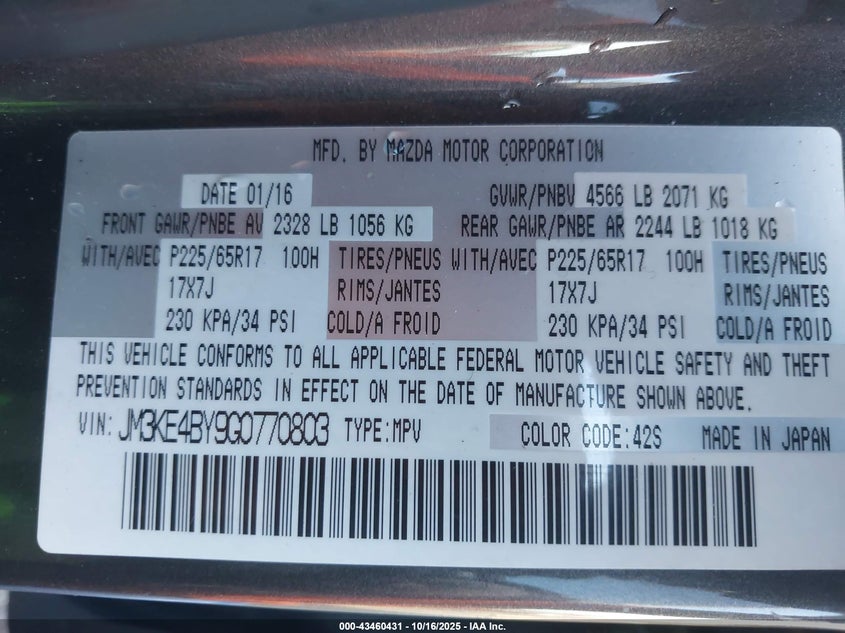 MFD. BY MAZDA MOTOR CORPORATION
DATE 01/16 GVWR/PNBV 4566 LB 2071 KG
FRONT GAWR/PNBE AV 2328 LB 1056 KG REAR GAWR/PNBE AR 2244 LB 1018 KG
WITH/AVEC P225/65R17 100H TIRES/PNEUS WITH/AVEC P225/65R17 100H TIRES/PNEUS
17X7J RIMS/JANTES 17X7J RIMS/JANTES
230 KPA/34 PSI COLD/A FROID 230 KPA/34 PSI COLD/A FROID
THIS VEHICLE CONFORMS TO ALL APPLICABLE FEDERAL MOTOR VEHICLE SAFETY AND THEFT
PREVENTION STANDARDS IN EFFECT ON THE DATE OF MANUFACTURE SHOWN ABOVE.
VIN: JM3KE4BY9G0770803 TYPE:MPV COLOR CODE:42S MADE IN JAPAN
000-43460431 - 10/16/2025 - IAA Inc.